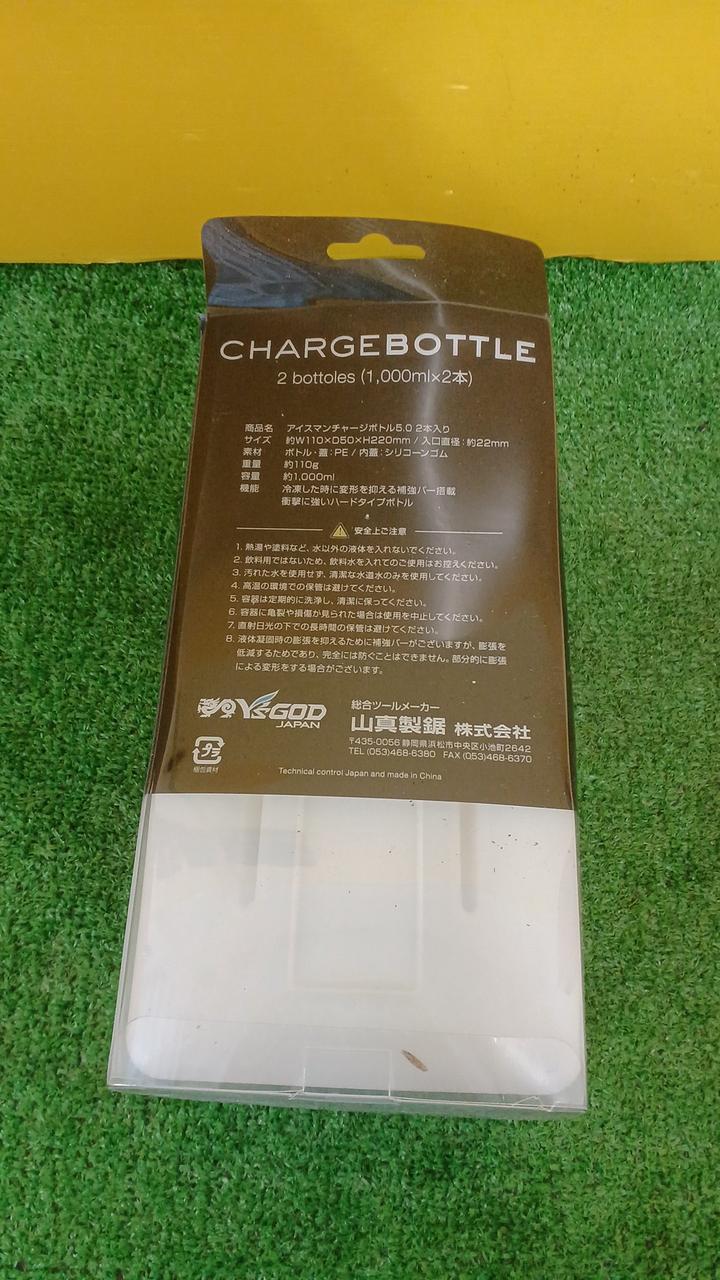 CHARGEBOTTLE
2 bottoles (1,000ml×2本)
商品名 アイスマンチャージボトル5.0 2本入り
サイズ 約W110×D50×H220mm / 入口直径：約22mm
素材 ボトル・蓋：PE / 内蓋：シリコーンゴム
重量 約110g
容量 約1,000ml
機能 冷凍した時に変形を抑える補強バー搭載
衝撃に強いハードタイプボトル
安全上ご注意
1. 熱湯や塗料など、水以外の液体を入れないでください。
2. 飲料用ではないため、飲料水を入れてのご使用はお控えください。
3. 汚れた水を使用せず、清潔な水道水のみを使用してください。
4. 高温の環境での保管は避けてください。
5. 容器は定期的に洗浄し、清潔に保ってください。
6. 容器に亀裂や損傷が見られた場合は使用を中止してください。
7. 直射日光の下での長時間の保管は避けてください。
8. 液体凝固時の膨張を抑えるために補強バーがございますが、膨張を
低減するためであり、完全には防ぐことはできません。部分的に膨張
による変形をする場合がございます。
Y'S-GOD
JAPAN
総合ツールメーカー
山真製鋸 株式会社
〒435-0056 静岡県浜松市中央区小池町2642
TEL (053)468-6380 FAX (053)468-6370
プラ
梱包資材
Technical control Japan and made in China